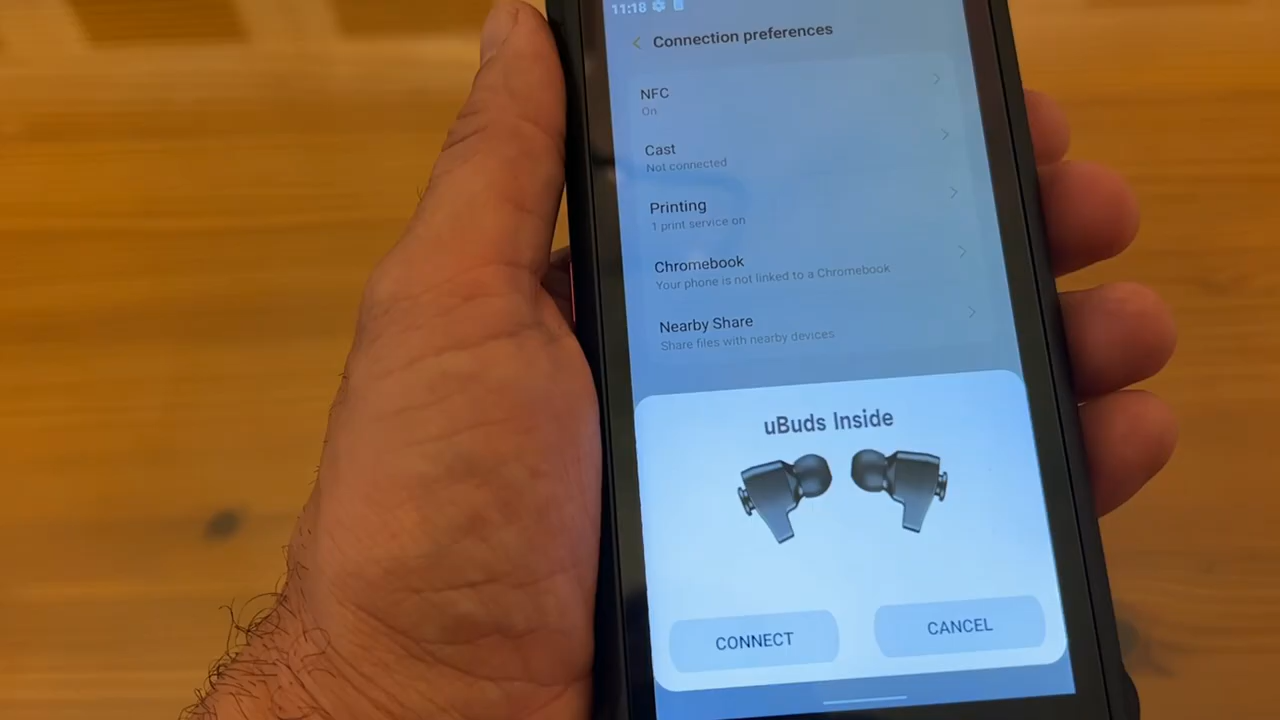 11:18
Connection preferences
NFC
On
Cast
Not connected
Printing
1 print service on
Chromebook
Your phone is not linked to a Chromebook
Nearby Share
Share files with nearby devices
uBuds Inside
CONNECT
CANCEL